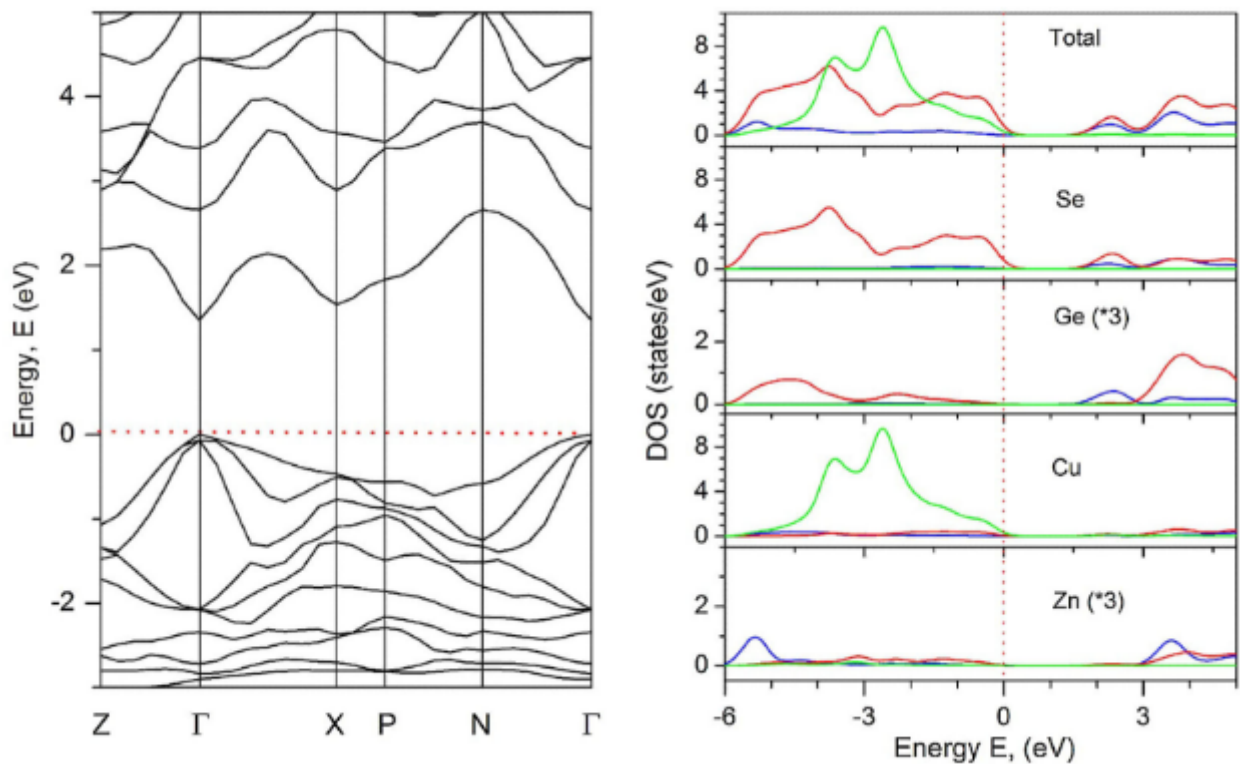 Energy, E (eV)
4
2
0
-2
Z Γ X P N Γ
DOS (states/eV)
8
4
0
Total
8
4
0
Se
2
0
Ge (*3)
8
4
0
Cu
2
0
Zn (*3)
-6 -3 0 3
Energy E, (eV)